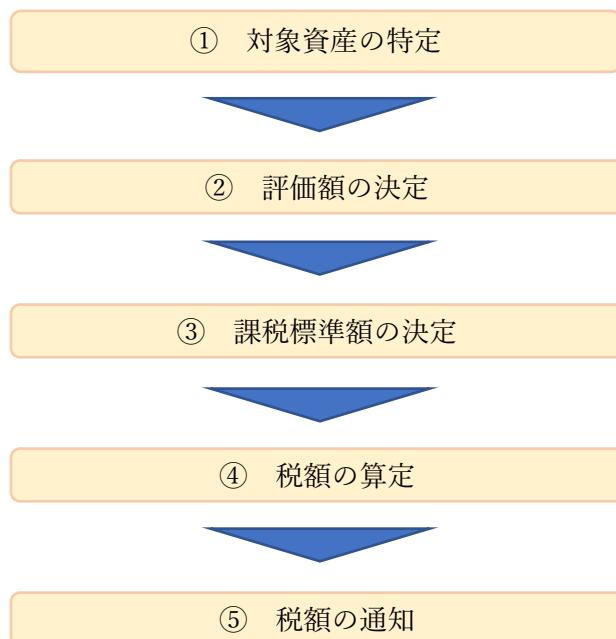 ① 対象資産の特定
② 評価額の決定
③ 課税標準額の決定
④ 税額の算定
⑤ 税額の通知